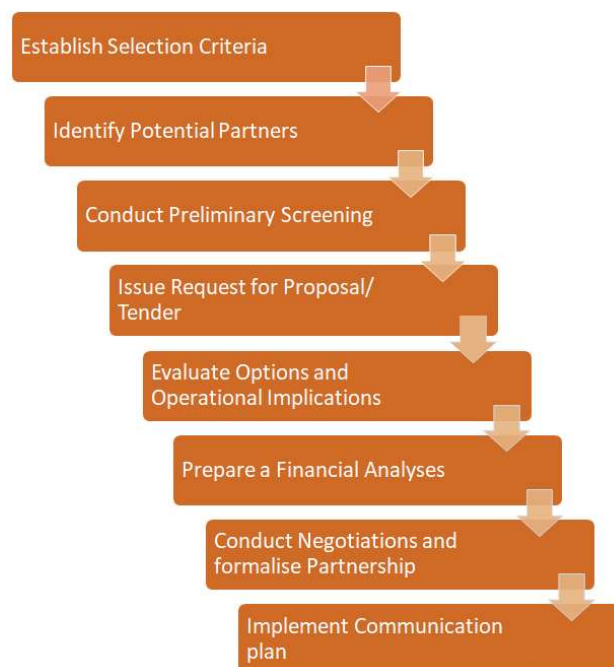 Establish Selection Criteria
Identify Potential Partners
Conduct Preliminary Screening
Issue Request for Proposal/
Tender
Evaluate Options and
Operational Implications
Prepare a Financial Analyses
Conduct Negotiations and
formalise Partnership
Implement Communication
plan